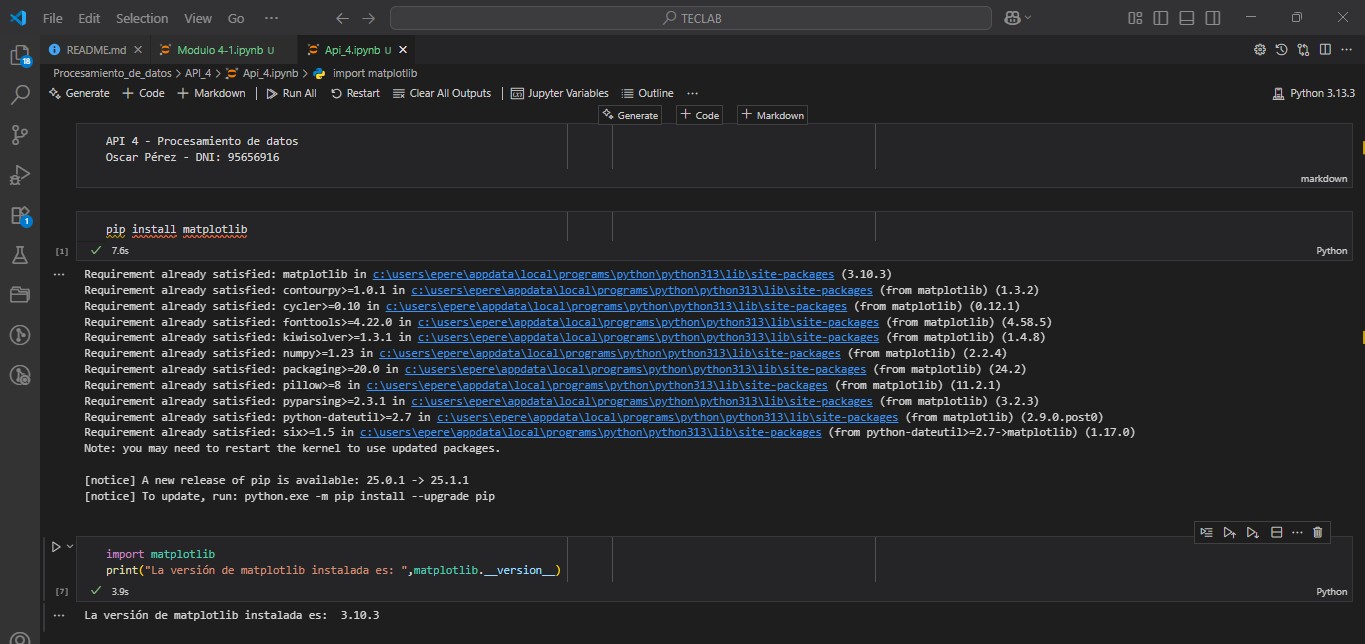 File Edit Selection View Go ··· TECLAB
README.md Modulo 4-1.ipynb U Api_4.ipynb U
18
Procesamiento_de_datos > API_4 > Api_4.ipynb > import matplotlib
Generate + Code + Markdown Run All Restart Clear All Outputs Jupyter Variables Outline ··· Python 3.13.3
Generate + Code + Markdown
API 4 - Procesamiento de datos
Oscar Pérez - DNI: 95656916
markdown
1
pip install matplotlib
[1] 7.6s Python
Requirement already satisfied: matplotlib in c:\users\epere\appdata\local\programs\python\python313\lib\site-packages (3.10.3)
Requirement already satisfied: contourpy>=1.0.1 in c:\users\epere\appdata\local\programs\python\python313\lib\site-packages (from matplotlib) (1.3.2)
Requirement already satisfied: cycler>=0.10 in c:\users\epere\appdata\local\programs\python\python313\lib\site-packages (from matplotlib) (0.12.1)
Requirement already satisfied: fonttools>=4.22.0 in c:\users\epere\appdata\local\programs\python\python313\lib\site-packages (from matplotlib) (4.58.5)
Requirement already satisfied: kiwisolver>=1.3.1 in c:\users\epere\appdata\local\programs\python\python313\lib\site-packages (from matplotlib) (1.4.8)
Requirement already satisfied: numpy>=1.23 in c:\users\epere\appdata\local\programs\python\python313\lib\site-packages (from matplotlib) (2.2.4)
Requirement already satisfied: packaging>=20.0 in c:\users\epere\appdata\local\programs\python\python313\lib\site-packages (from matplotlib) (24.2)
Requirement already satisfied: pillow>=8 in c:\users\epere\appdata\local\programs\python\python313\lib\site-packages (from matplotlib) (11.2.1)
Requirement already satisfied: pyparsing>=2.3.1 in c:\users\epere\appdata\local\programs\python\python313\lib\site-packages (from matplotlib) (3.2.3)
Requirement already satisfied: python-dateutil>=2.7 in c:\users\epere\appdata\local\programs\python\python313\lib\site-packages (from matplotlib) (2.9.0.post0)
Requirement already satisfied: six>=1.5 in c:\users\epere\appdata\local\programs\python\python313\lib\site-packages (from python-dateutil>=2.7->matplotlib) (1.17.0)
Note: you may need to restart the kernel to use updated packages.
[notice] A new release of pip is available: 25.0.1 -> 25.1.1
[notice] To update, run: python.exe -m pip install --upgrade pip
import matplotlib
print("La versión de matplotlib instalada es: ",matplotlib.__version__)
[7] 3.9s Python
La versión de matplotlib instalada es:  3.10.3